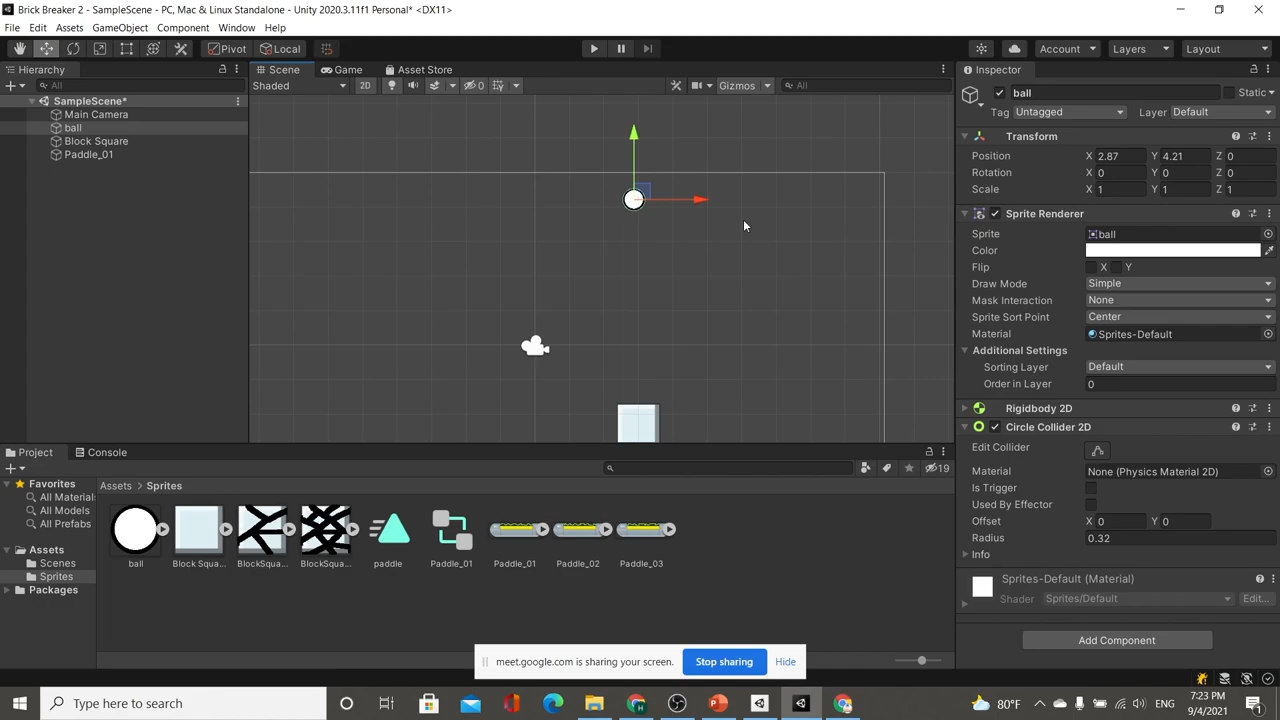 Brick Breaker 2 - SampleScene - PC, Mac & Linux Standalone - Unity 2020.3.11f1 Personal* <DX11>
File Edit Assets GameObject Component Window Help
Pivot Local Account Layers Layout
Hierarchy Scene Game Asset Store Inspector
All Shaded 2D 0 Gizmos All ball Static
SampleScene*
Main Camera
ball
Block Square
Paddle_01
Tag Untagged Layer Default
Transform
Position X 2.87 Y 4.21 Z 0
Rotation X 0 Y 0 Z 0
Scale X 1 Y 1 Z 1
Sprite Renderer
Sprite ball
Color
Flip X Y
Draw Mode Simple
Mask Interaction None
Sprite Sort Point Center
Material Sprites-Default
Additional Settings
Sorting Layer Default
Order in Layer 0
Rigidbody 2D
Circle Collider 2D
Edit Collider
Material None (Physics Material 2D)
Is Trigger
Used By Effector
Offset X 0 Y 0
Radius 0.32
Info
Sprites-Default (Material)
Shader Sprites/Default Edit...
Add Component
Project Console
19
Favorites
All Material
All Models
All Prefabs
Assets
Scenes
Sprites
Packages
Assets > Sprites
ball Block Squa... BlockSqua... BlockSqua... paddle Paddle_01 Paddle_01 Paddle_02 Paddle_03
meet.google.com is sharing your screen. Stop sharing Hide
Type here to search
80°F ENG 7:23 PM
9/4/2021